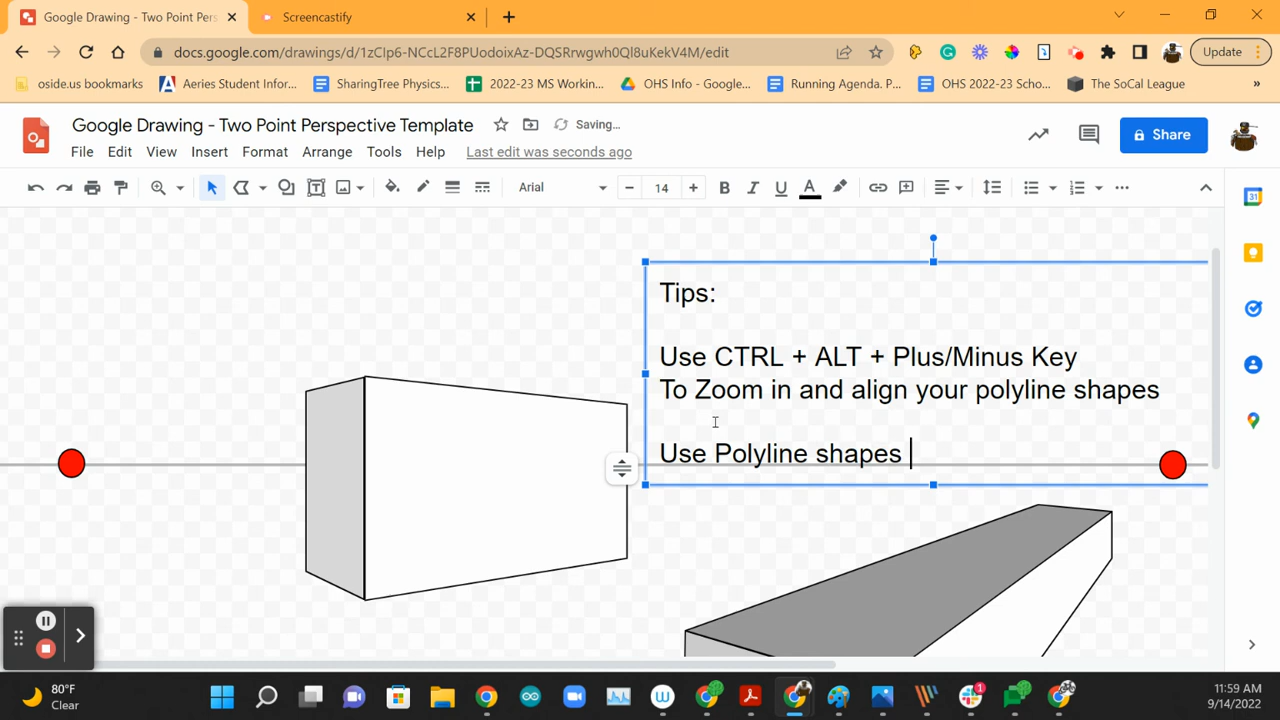 Google Drawing - Two Point Pers
Screencastify
docs.google.com/drawings/d/1zClp6-NCcL2F8PUodoixAz-DQSRrwgwh0Ql8uKekV4M/edit
Update
oside.us bookmarks
Aeries Student Infor...
SharingTree Physics...
2022-23 MS Workin...
OHS Info - Google...
Running Agenda. P...
OHS 2022-23 Scho...
The SoCal League
»
Google Drawing - Two Point Perspective Template
Saving...
Share
File Edit View Insert Format Arrange Tools Help Last edit was seconds ago
Arial
14
B I U A
31
Tips:
Use CTRL + ALT + Plus/Minus Key
To Zoom in and align your polyline shapes
Use Polyline shapes
80°F
Clear
1
11:59 AM
9/14/2022